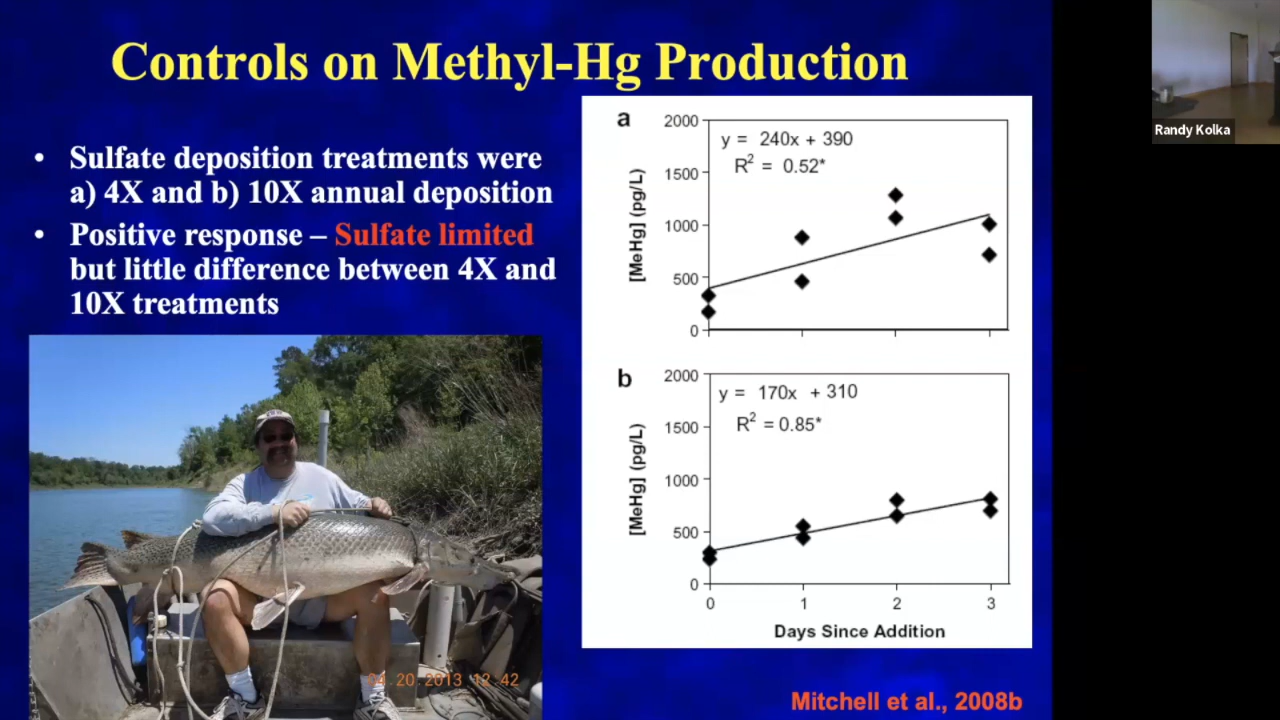 Controls on Methyl-Hg Production
• Sulfate deposition treatments were
a) 4X and b) 10X annual deposition
• Positive response – Sulfate limited
but little difference between 4X and
10X treatments
a
y = 240x + 390
R² = 0.52*
[MeHg] (pg/L)
2000
1500
1000
500
0
b
y = 170x + 310
R² = 0.85*
[MeHg] (pg/L)
2000
1500
1000
500
0
0 1 2 3
Days Since Addition
04.20.2013 12:42
Mitchell et al., 2008b
Randy Kolka